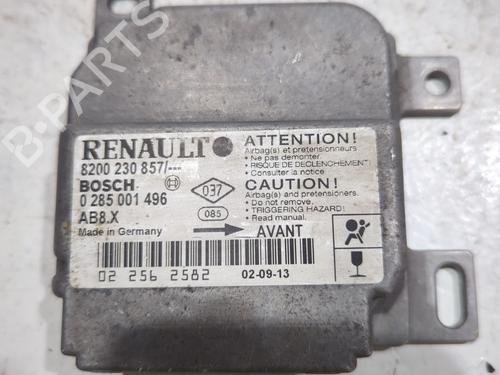 RENAULT
8200 230 857/---
BOSCH
0 285 001 496
AB8.X
Made in Germany
037
085
AVANT
ATTENTION!
Airbag(s) et pretensionneurs
• Ne pas demonter
• RISQUE DE DECLENCHEMENT!
• Consulter la notice
CAUTION!
Airbag(s) and pretensioners.
• Do not remove.
• TRIGGERING HAZARD!
• Read manual.
02 256 2582
02-09-13
B-PARTS